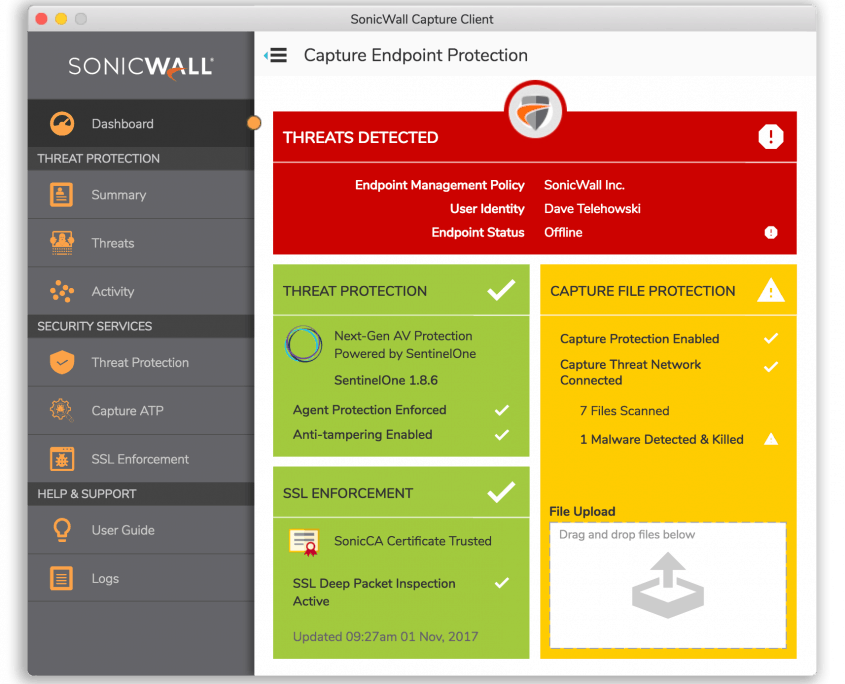 SonicWall Capture Client
SONICWALL
Capture Endpoint Protection
Dashboard
THREAT PROTECTION
Summary
Threats
Activity
SECURITY SERVICES
Threat Protection
Capture ATP
SSL Enforcement
HELP & SUPPORT
User Guide
Logs
THREATS DETECTED
Endpoint Management Policy SonicWall Inc.
User Identity Dave Telehowski
Endpoint Status Offline
THREAT PROTECTION
Next-Gen AV Protection
Powered by SentinelOne
SentinelOne 1.8.6
Agent Protection Enforced
Anti-tampering Enabled
SSL ENFORCEMENT
SonicCA Certificate Trusted
SSL Deep Packet Inspection
Active
Updated 09:27am 01 Nov, 2017
CAPTURE FILE PROTECTION
Capture Protection Enabled
Capture Threat Network
Connected
7 Files Scanned
1 Malware Detected & Killed
File Upload
Drag and drop files below